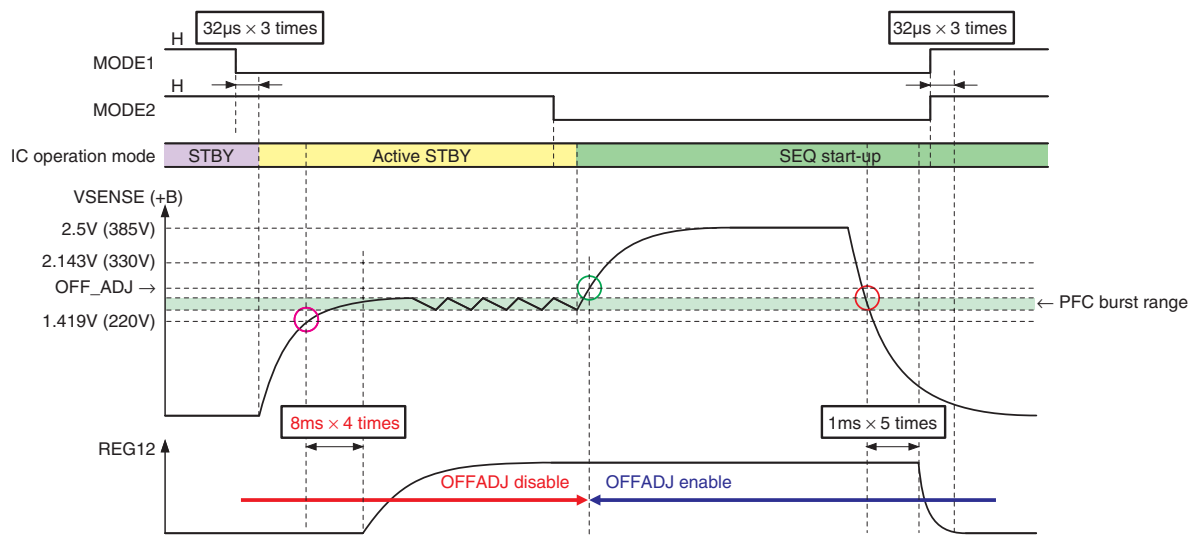 32µs × 3 times
32µs × 3 times
H
MODE1
H
MODE2
IC operation mode
STBY
Active STBY
SEQ start-up
VSENSE (+B)
2.5V (385V)
2.143V (330V)
OFF_ADJ →
← PFC burst range
1.419V (220V)
8ms × 4 times
1ms × 5 times
REG12
OFFADJ disable
OFFADJ enable